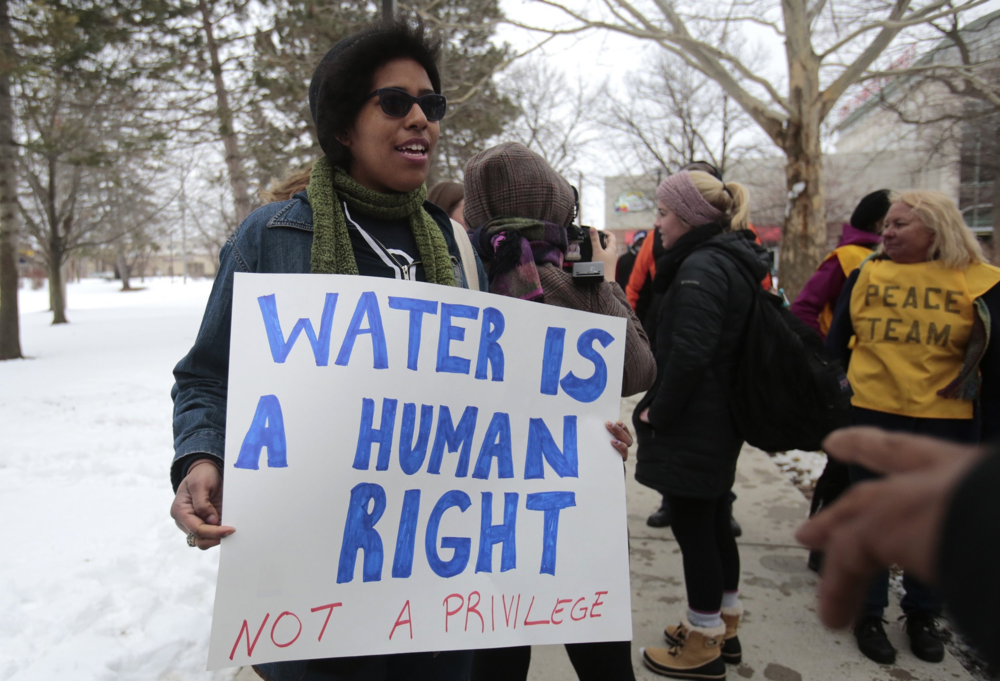 WATER IS
A HUMAN
RIGHT
NOT A PRIVILEGE
PEACE
TEAM